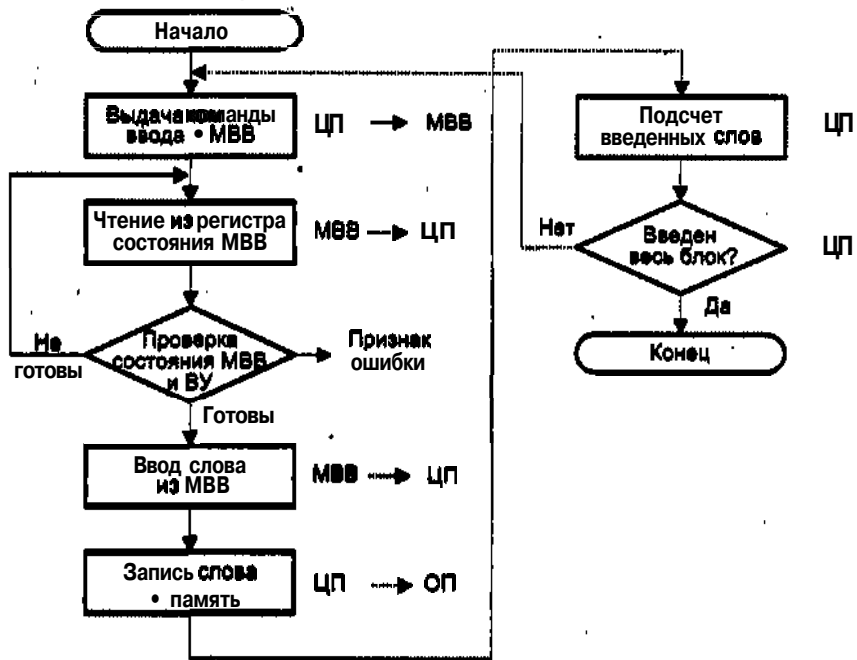 Начало
Выдача команды
ввода • МВВ
ЦП → МВВ
Чтение из регистра
состояния МВВ
МВВ → ЦП
Не
готовы
Проверка
состояния МВВ
и ВУ
Признак
ошибки
Готовы
Ввод слова
из МВВ
МВВ → ЦП
Запись слова
• память
ЦП → ОП
Подсчет
введенных слов
ЦП
Нет
Введен
весь блок?
ЦП
Да
Конец